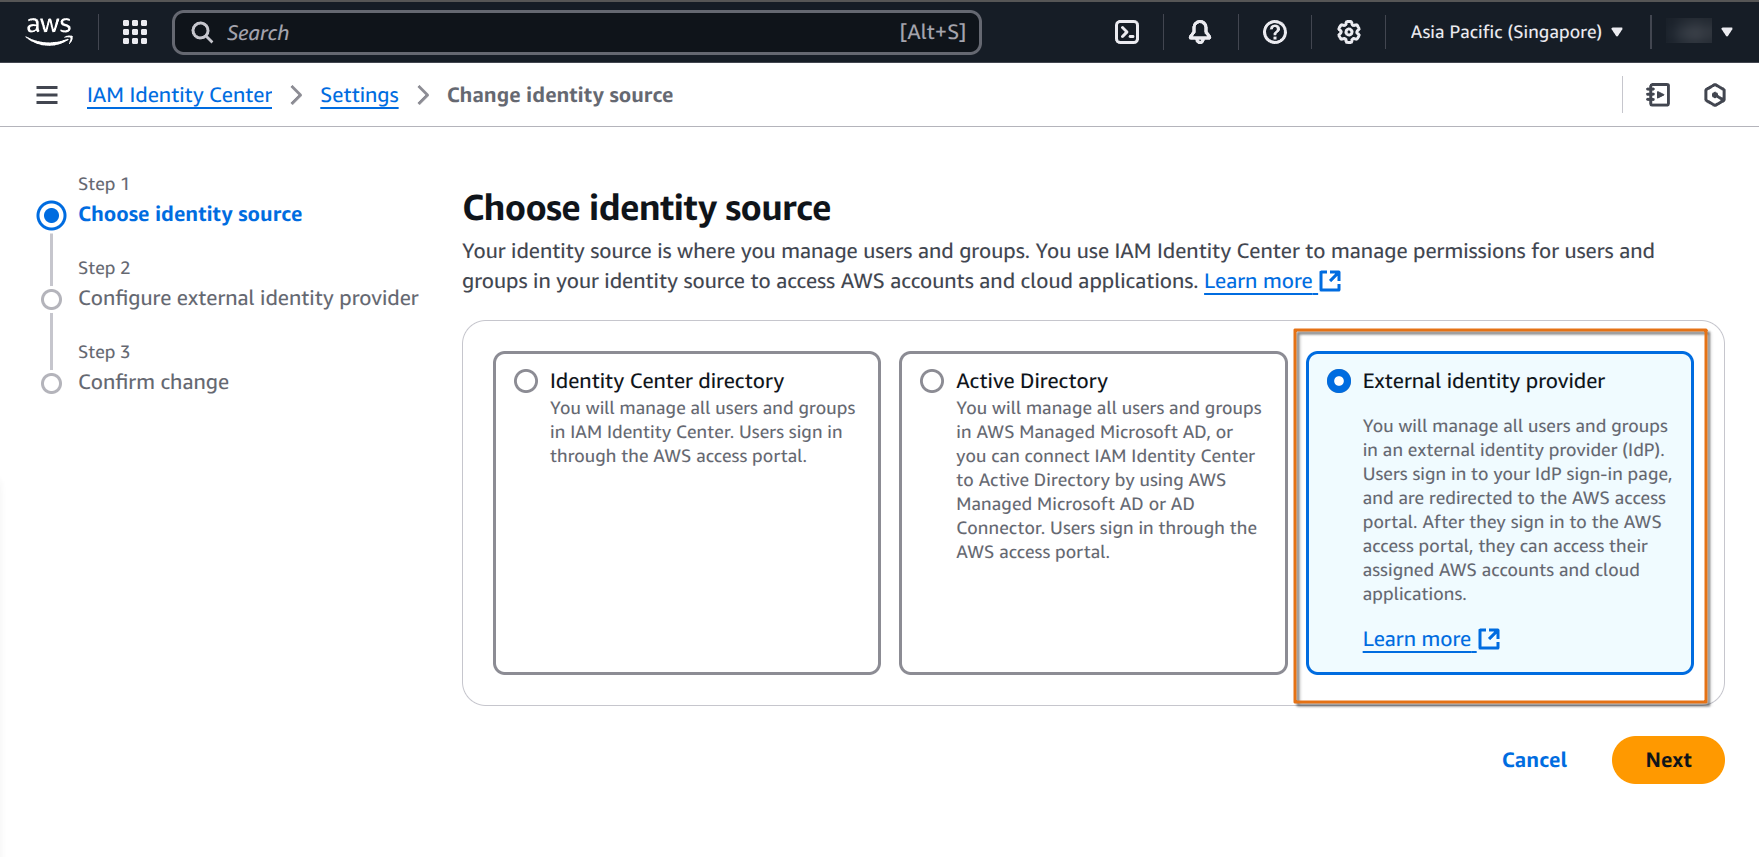 aws
Search
[Alt+S]
Asia Pacific (Singapore)
IAM Identity Center
Settings
Change identity source
Step 1
Choose identity source
Step 2
Configure external identity provider
Step 3
Confirm change
Choose identity source
Your identity source is where you manage users and groups. You use IAM Identity Center to manage permissions for users and
groups in your identity source to access AWS accounts and cloud applications. Learn more
Identity Center directory
You will manage all users and groups
in IAM Identity Center. Users sign in
through the AWS access portal.
Active Directory
You will manage all users and groups
in AWS Managed Microsoft AD, or
you can connect IAM Identity Center
to Active Directory by using AWS
Managed Microsoft AD or AD
Connector. Users sign in through the
AWS access portal.
External identity provider
You will manage all users and groups
in an external identity provider (IdP).
Users sign in to your IdP sign-in page,
and are redirected to the AWS access
portal. After they sign in to the AWS
access portal, they can access their
assigned AWS accounts and cloud
applications.
Learn more
Cancel
Next